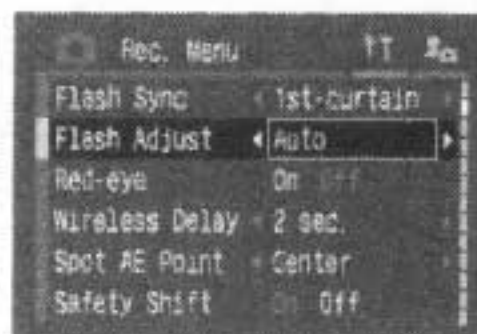 Rec. Menu
Flash Sync 1st-curtain
Flash Adjust Auto
Red-eye On Off
Wireless Delay 2 sec.
Spot AE Point Center
Safety Shift On Off